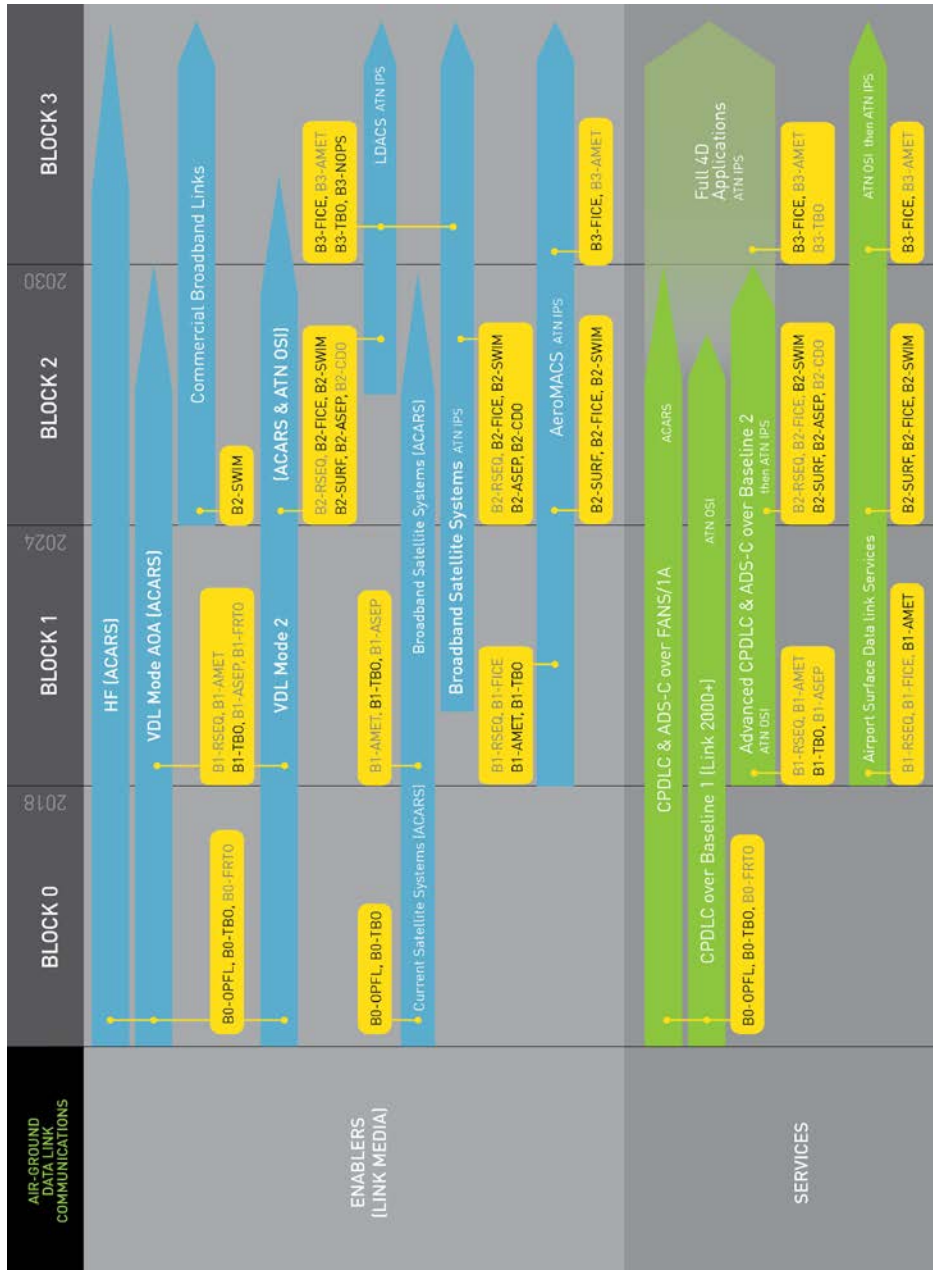 AIR-GROUND
DATA LINK
COMMUNICATIONS
BLOCK 0
2018
BLOCK 1
2024
BLOCK 2
2030
BLOCK 3
ENABLERS
(LINK MEDIA)
HF (ACARS)
VDL Mode AOA (ACARS)
Commercial Broadband Links
B2-SWIM
B0-OPFL, B0-TBO, B0-FRTO
B1-RSEQ, B1-AMET
B1-TBO, B1-ASEP, B1-FRTO
VDL Mode 2
(ACARS & ATN OSI)
B2-RSEQ, B2-FICE, B2-SWIM
B2-SURF, B2-ASEP, B2-CDO
B3-FICE, B3-AMET
B3-TBO, B3-NOPS
LDACS ATN IPS
B0-OPFL, B0-TBO
B1-AMET, B1-TBO, B1-ASEP
Current Satellite Systems (ACARS)
Broadband Satellite Systems (ACARS)
Broadband Satellite Systems ATN IPS
B1-RSEQ, B1-FICE
B1-AMET, B1-TBO
B2-RSEQ, B2-FICE, B2-SWIM
B2-ASEP, B2-CDO
AeroMACS ATN IPS
B2-SURF, B2-FICE, B2-SWIM
B3-FICE, B3-AMET
SERVICES
CPDLC & ADS-C over FANS/1A
ACARS
CPDLC over Baseline 1 (Link 2000+)
ATN OSI
Full 4D
Applications
ATN IPS
Advanced CPDLC & ADS-C over Baseline 2
ATN OSI
then ATN IPS
B0-OPFL, B0-TBO, B0-FRTO
B1-RSEQ, B1-AMET
B1-TBO, B1-ASEP
B2-RSEQ, B2-FICE, B2-SWIM
B2-SURF, B2-ASEP, B2-CDO
B3-FICE, B3-AMET
B3-TBO
Airport Surface Data link Services
ATN OSI then ATN IPS
B1-RSEQ, B1-FICE, B1-AMET
B2-SURF, B2-FICE, B2-SWIM
B3-FICE, B3-AMET